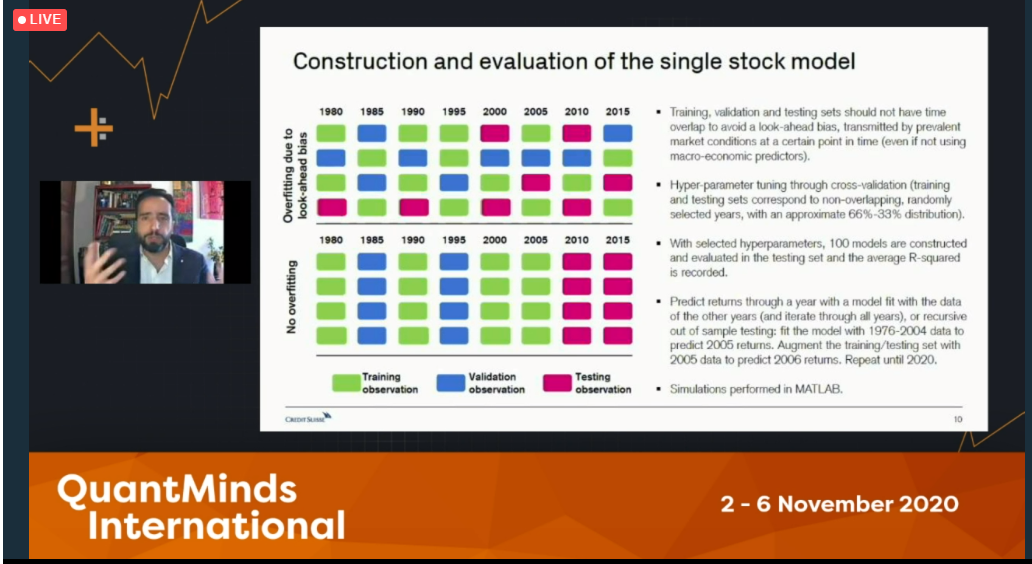 LIVE
Construction and evaluation of the single stock model
Overfitting due to
look-ahead bias
1980 1985 1990 1995 2000 2005 2010 2015
No overfitting
1980 1985 1990 1995 2000 2005 2010 2015
Training
observation
Validation
observation
Testing
observation
▪ Training, validation and testing sets should not have time
overlap to avoid a look-ahead bias, transmitted by prevalent
market conditions at a certain point in time (even if not using
macro-economic predictors).
▪ Hyper-parameter tuning through cross-validation (training
and testing sets correspond to non-overlapping, randomly
selected years, with an approximate 66%-33% distribution).
▪ With selected hyperparameters, 100 models are constructed
and evaluated in the testing set and the average R-squared
is recorded.
▪ Predict returns through a year with a model fit with the data
of the other years (and iterate through all years), or recursive
out of sample testing: fit the model with 1976-2004 data to
predict 2005 returns. Augment the training/testing set with
2005 data to predict 2006 returns. Repeat until 2020.
▪ Simulations performed in MATLAB.
CREDIT SUISSE
10
QuantMinds
International
2 - 6 November 2020